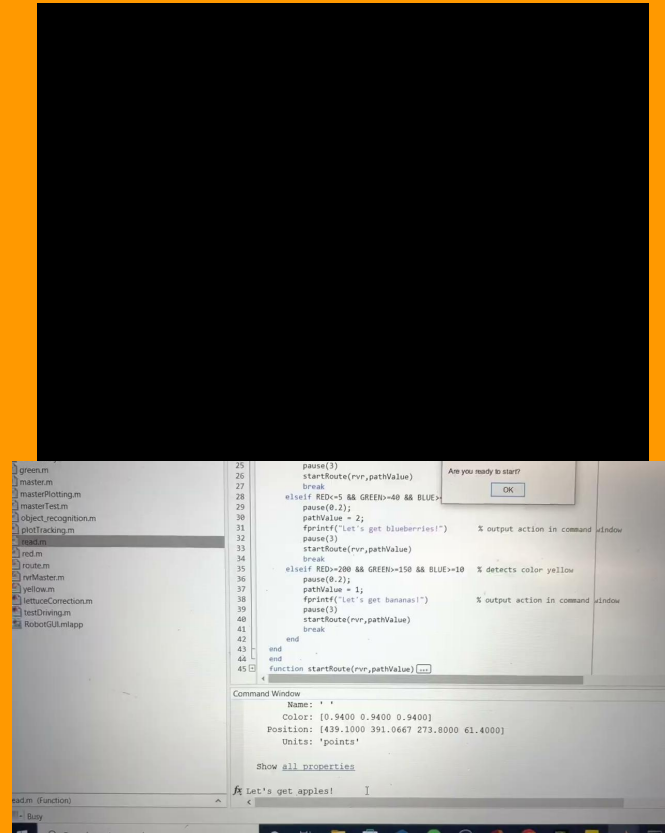 green.m
master.m
masterPlotting.m
masterTest.m
object_recognition.m
plotTracking.m
read.m
red.m
route.m
rvrMaster.m
yellow.m
lettuceCorrection.m
testDriving.m
RobotGUI.mlapp
read.m (Function)
Busy
25 pause(3)
26 startRoute(rvr,pathValue)
27 break
28 elseif RED<=5 && GREEN>=40 && BLUE>
29 pause(0.2);
30 pathValue = 2;
31 fprintf("Let's get blueberries!") % output action in command window
32 pause(3)
33 startRoute(rvr,pathValue)
34 break
35 elseif RED>=200 && GREEN>=150 && BLUE>=10 % detects color yellow
36 pause(0.2);
37 pathValue = 1;
38 fprintf("Let's get bananas!") % output action in command window
39 pause(3)
40 startRoute(rvr,pathValue)
41 break
42 end
43 end
44 end
45 function startRoute(rvr,pathValue) ...
Are you ready to start?
OK
Command Window
Name: ' '
Color: [0.9400 0.9400 0.9400]
Position: [439.1000 391.0667 273.8000 61.4000]
Units: 'points'
Show all properties
fx Let's get apples!